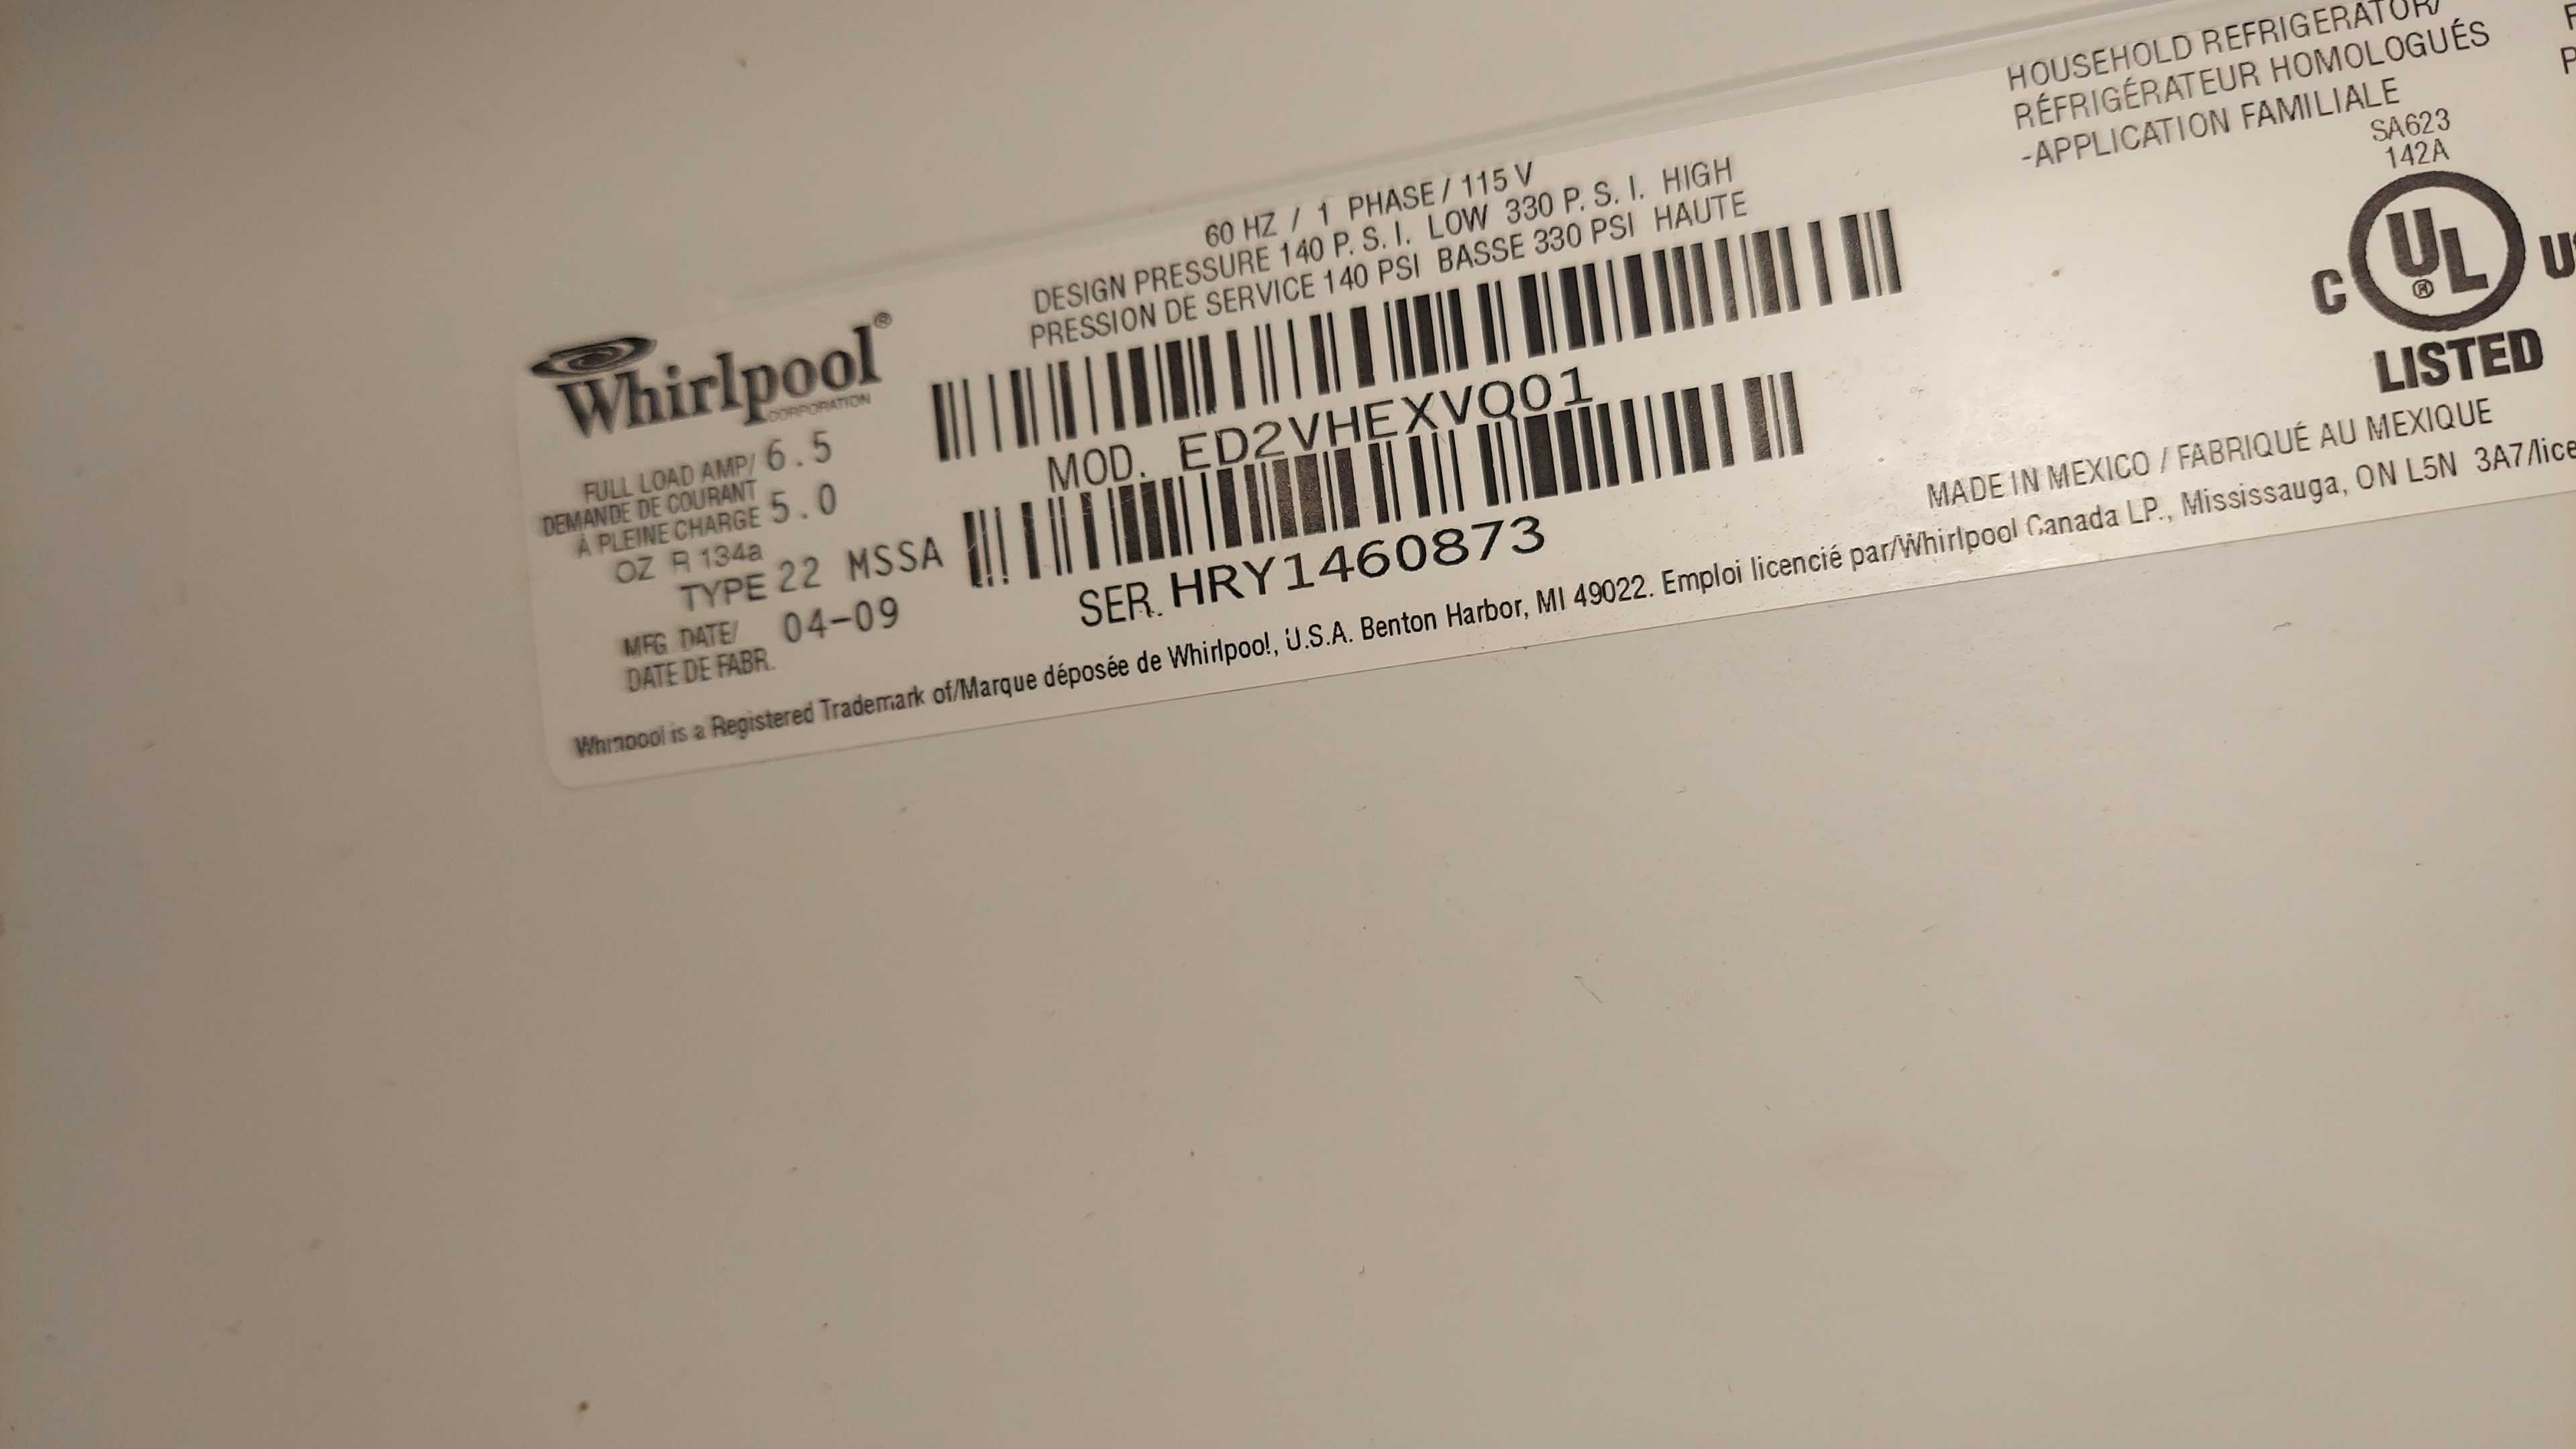 Whirlpool®
CORPORATION
60 HZ / 1 PHASE / 115 V
DESIGN PRESSURE 140 P. S. I. LOW 330 P. S. I. HIGH
PRESSION DE SERVICE 140 PSI BASSE 330 PSI HAUTE
HOUSEHOLD REFRIGERATOR/
RÉFRIGÉRATEUR HOMOLOGUÉS
-APPLICATION FAMILIALE
SA623
142A
C UL® US
LISTED
MOD. ED2VHEXVQ01
FULL LOAD AMP/ 6.5
DEMANDE DE COURANT
À PLEINE CHARGE 5.0
OZ R 134a
TYPE 22 MSSA
SER. HRY1460873
MFG DATE/ 04-09
DATE DE FABR.
MADE IN MEXICO / FABRIQUÉ AU MEXIQUE
Whirlpool is a Registered Trademark of/Marque déposée de Whirlpool, U.S.A. Benton Harbor, MI 49022. Emploi licencié par/Whirlpool Canada LP., Mississauga, ON L5N 3A7/lice